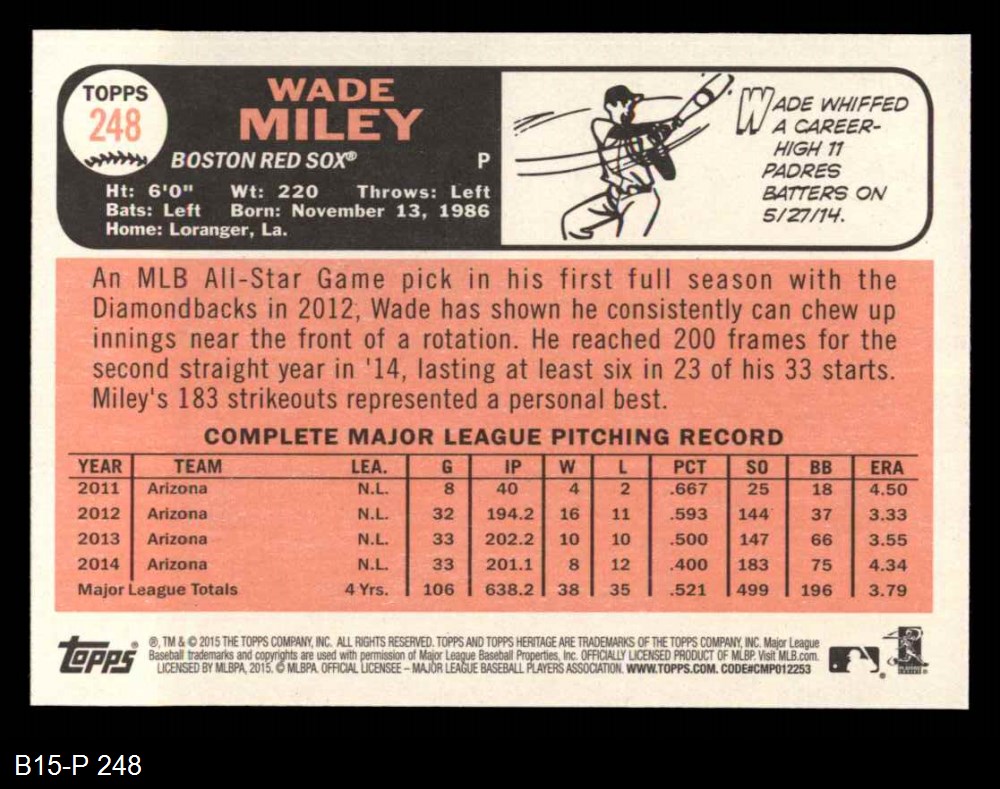 TOPPS
248
WADE
MILEY
BOSTON RED SOX® P
Ht: 6'0" Wt: 220 Throws: Left
Bats: Left Born: November 13, 1986
Home: Loranger, La.
WADE WHIFFED
A CAREER-
HIGH 11
PADRES
BATTERS ON
5/27/14.
An MLB All-Star Game pick in his first full season with the
Diamondbacks in 2012, Wade has shown he consistently can chew up
innings near the front of a rotation. He reached 200 frames for the
second straight year in '14, lasting at least six in 23 of his 33 starts.
Miley's 183 strikeouts represented a personal best.
COMPLETE MAJOR LEAGUE PITCHING RECORD
YEAR TEAM LEA. G IP W L PCT SO BB ERA
2011 Arizona N.L. 8 40 4 2 .667 25 18 4.50
2012 Arizona N.L. 32 194.2 16 11 .593 144 37 3.33
2013 Arizona N.L. 33 202.2 10 10 .500 147 66 3.55
2014 Arizona N.L. 33 201.1 8 12 .400 183 75 4.34
Major League Totals 4 Yrs. 106 638.2 38 35 .521 499 196 3.79
topps
®, TM & © 2015 THE TOPPS COMPANY, INC. ALL RIGHTS RESERVED. TOPPS AND TOPPS HERITAGE ARE TRADEMARKS OF THE TOPPS COMPANY, INC. Major League
Baseball trademarks and copyrights are used with permission of Major League Baseball Properties, Inc. OFFICIALLY LICENSED PRODUCT OF MLBP. Visit MLB.com.
LICENSED BY MLBPA, 2015. © MLBPA. OFFICIAL LICENSEE – MAJOR LEAGUE BASEBALL PLAYERS ASSOCIATION. WWW.TOPPS.COM. CODE#CMP012253
B15-P 248